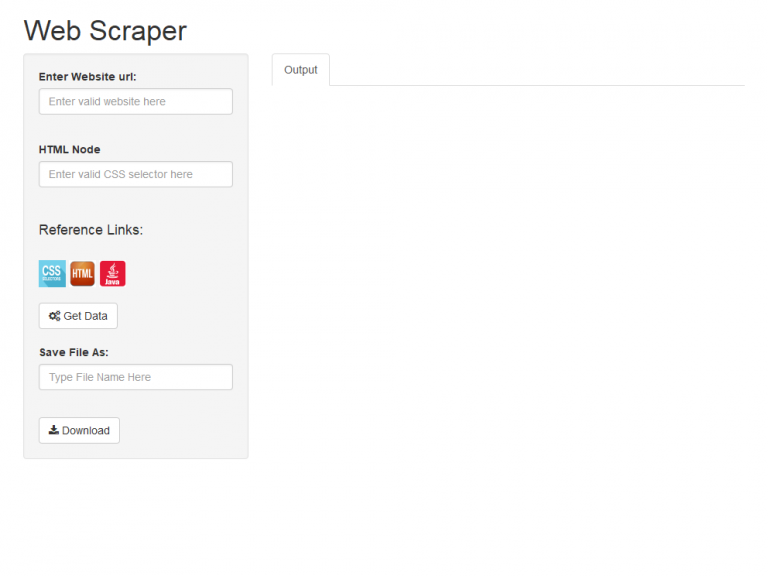 Web Scraper
Enter Website url:
Enter valid website here
HTML Node
Enter valid CSS selector here
Reference Links:
CSS
HTML
Java
Get Data
Save File As:
Type File Name Here
Download
Output